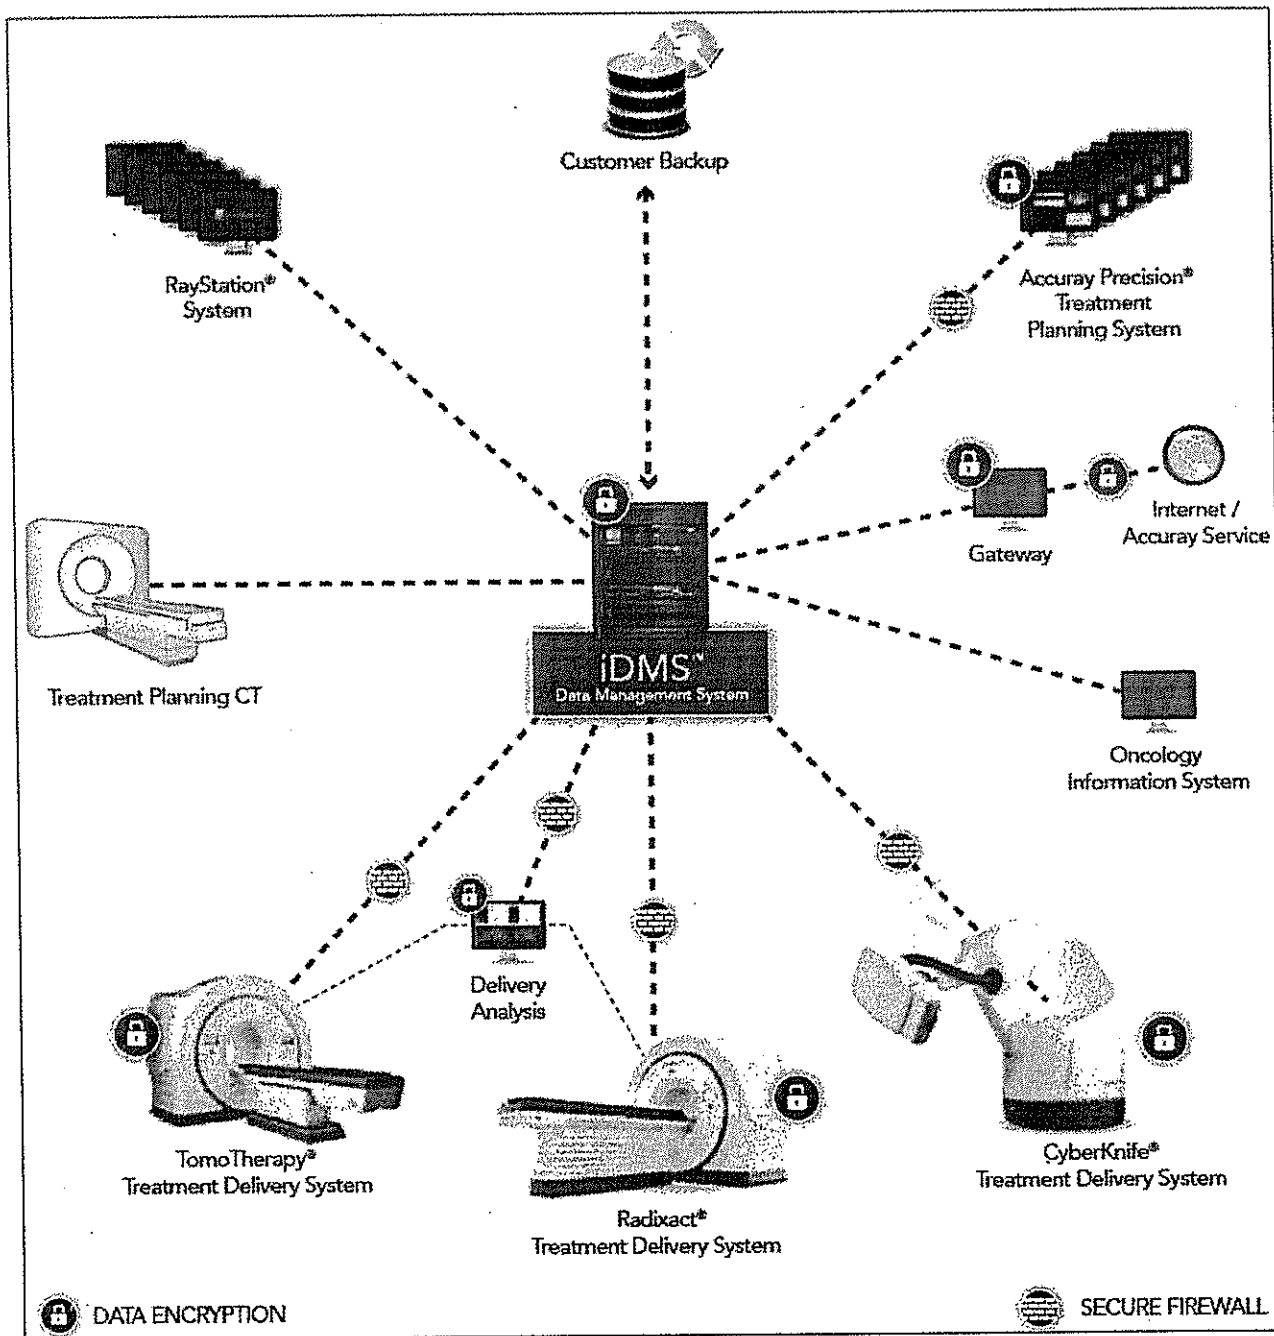 Customer Backup
RayStation®
System
Accuray Precision®
Treatment
Planning System
Internet /
Accuray Service
Gateway
iDMS™
Data Management System
Treatment Planning CT
Oncology
Information System
Delivery
Analysis
TomoTherapy®
Treatment Delivery System
CyberKnife®
Treatment Delivery System
Radixact®
Treatment Delivery System
DATA ENCRYPTION
SECURE FIREWALL